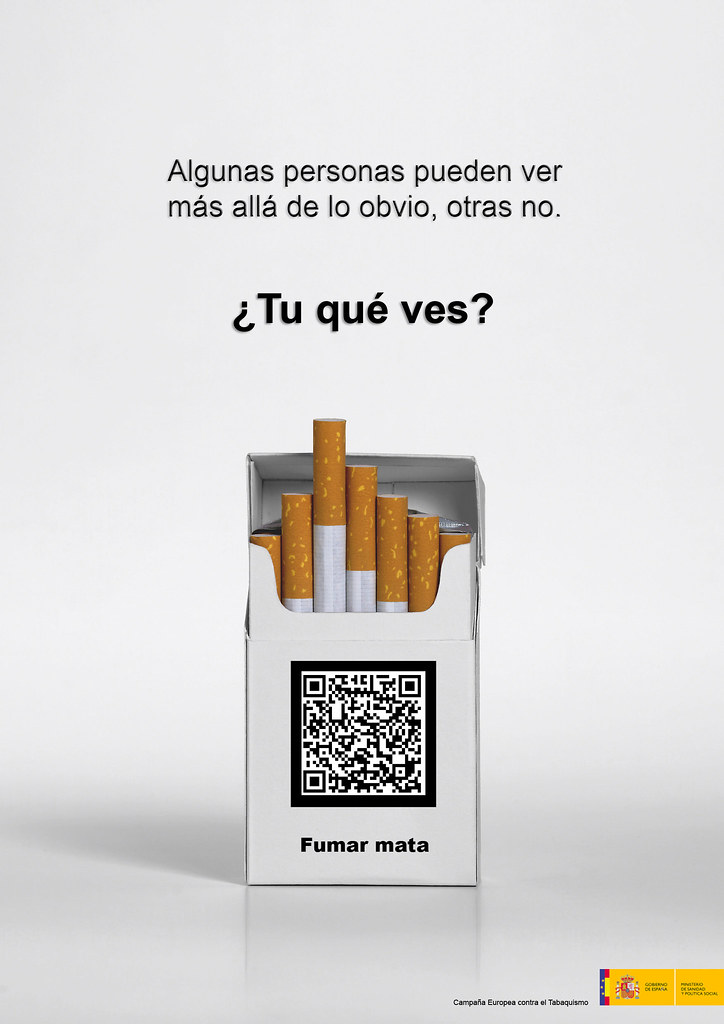 Algunas personas pueden ver
más allá de lo obvio, otras no.
¿Tu qué ves?
Fumar mata
Campaña Europea contra el Tabaquismo
GOBIERNO
DE ESPAÑA
MINISTERIO
DE SANIDAD
Y POLÍTICA SOCIAL